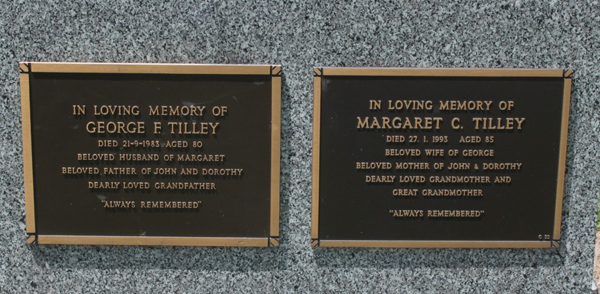 IN LOVING MEMORY OF
GEORGE F. TILLEY
DIED 21-9-1983 AGED 80
BELOVED HUSBAND OF MARGARET
BELOVED FATHER OF JOHN AND DOROTHY
DEARLY LOVED GRANDFATHER
"ALWAYS REMEMBERED"
IN LOVING MEMORY OF
MARGARET C. TILLEY
DIED 27. 1. 1993 AGED 85
BELOVED WIFE OF GEORGE
BELOVED MOTHER OF JOHN & DOROTHY
DEARLY LOVED GRANDMOTHER AND
GREAT GRANDMOTHER
"ALWAYS REMEMBERED"